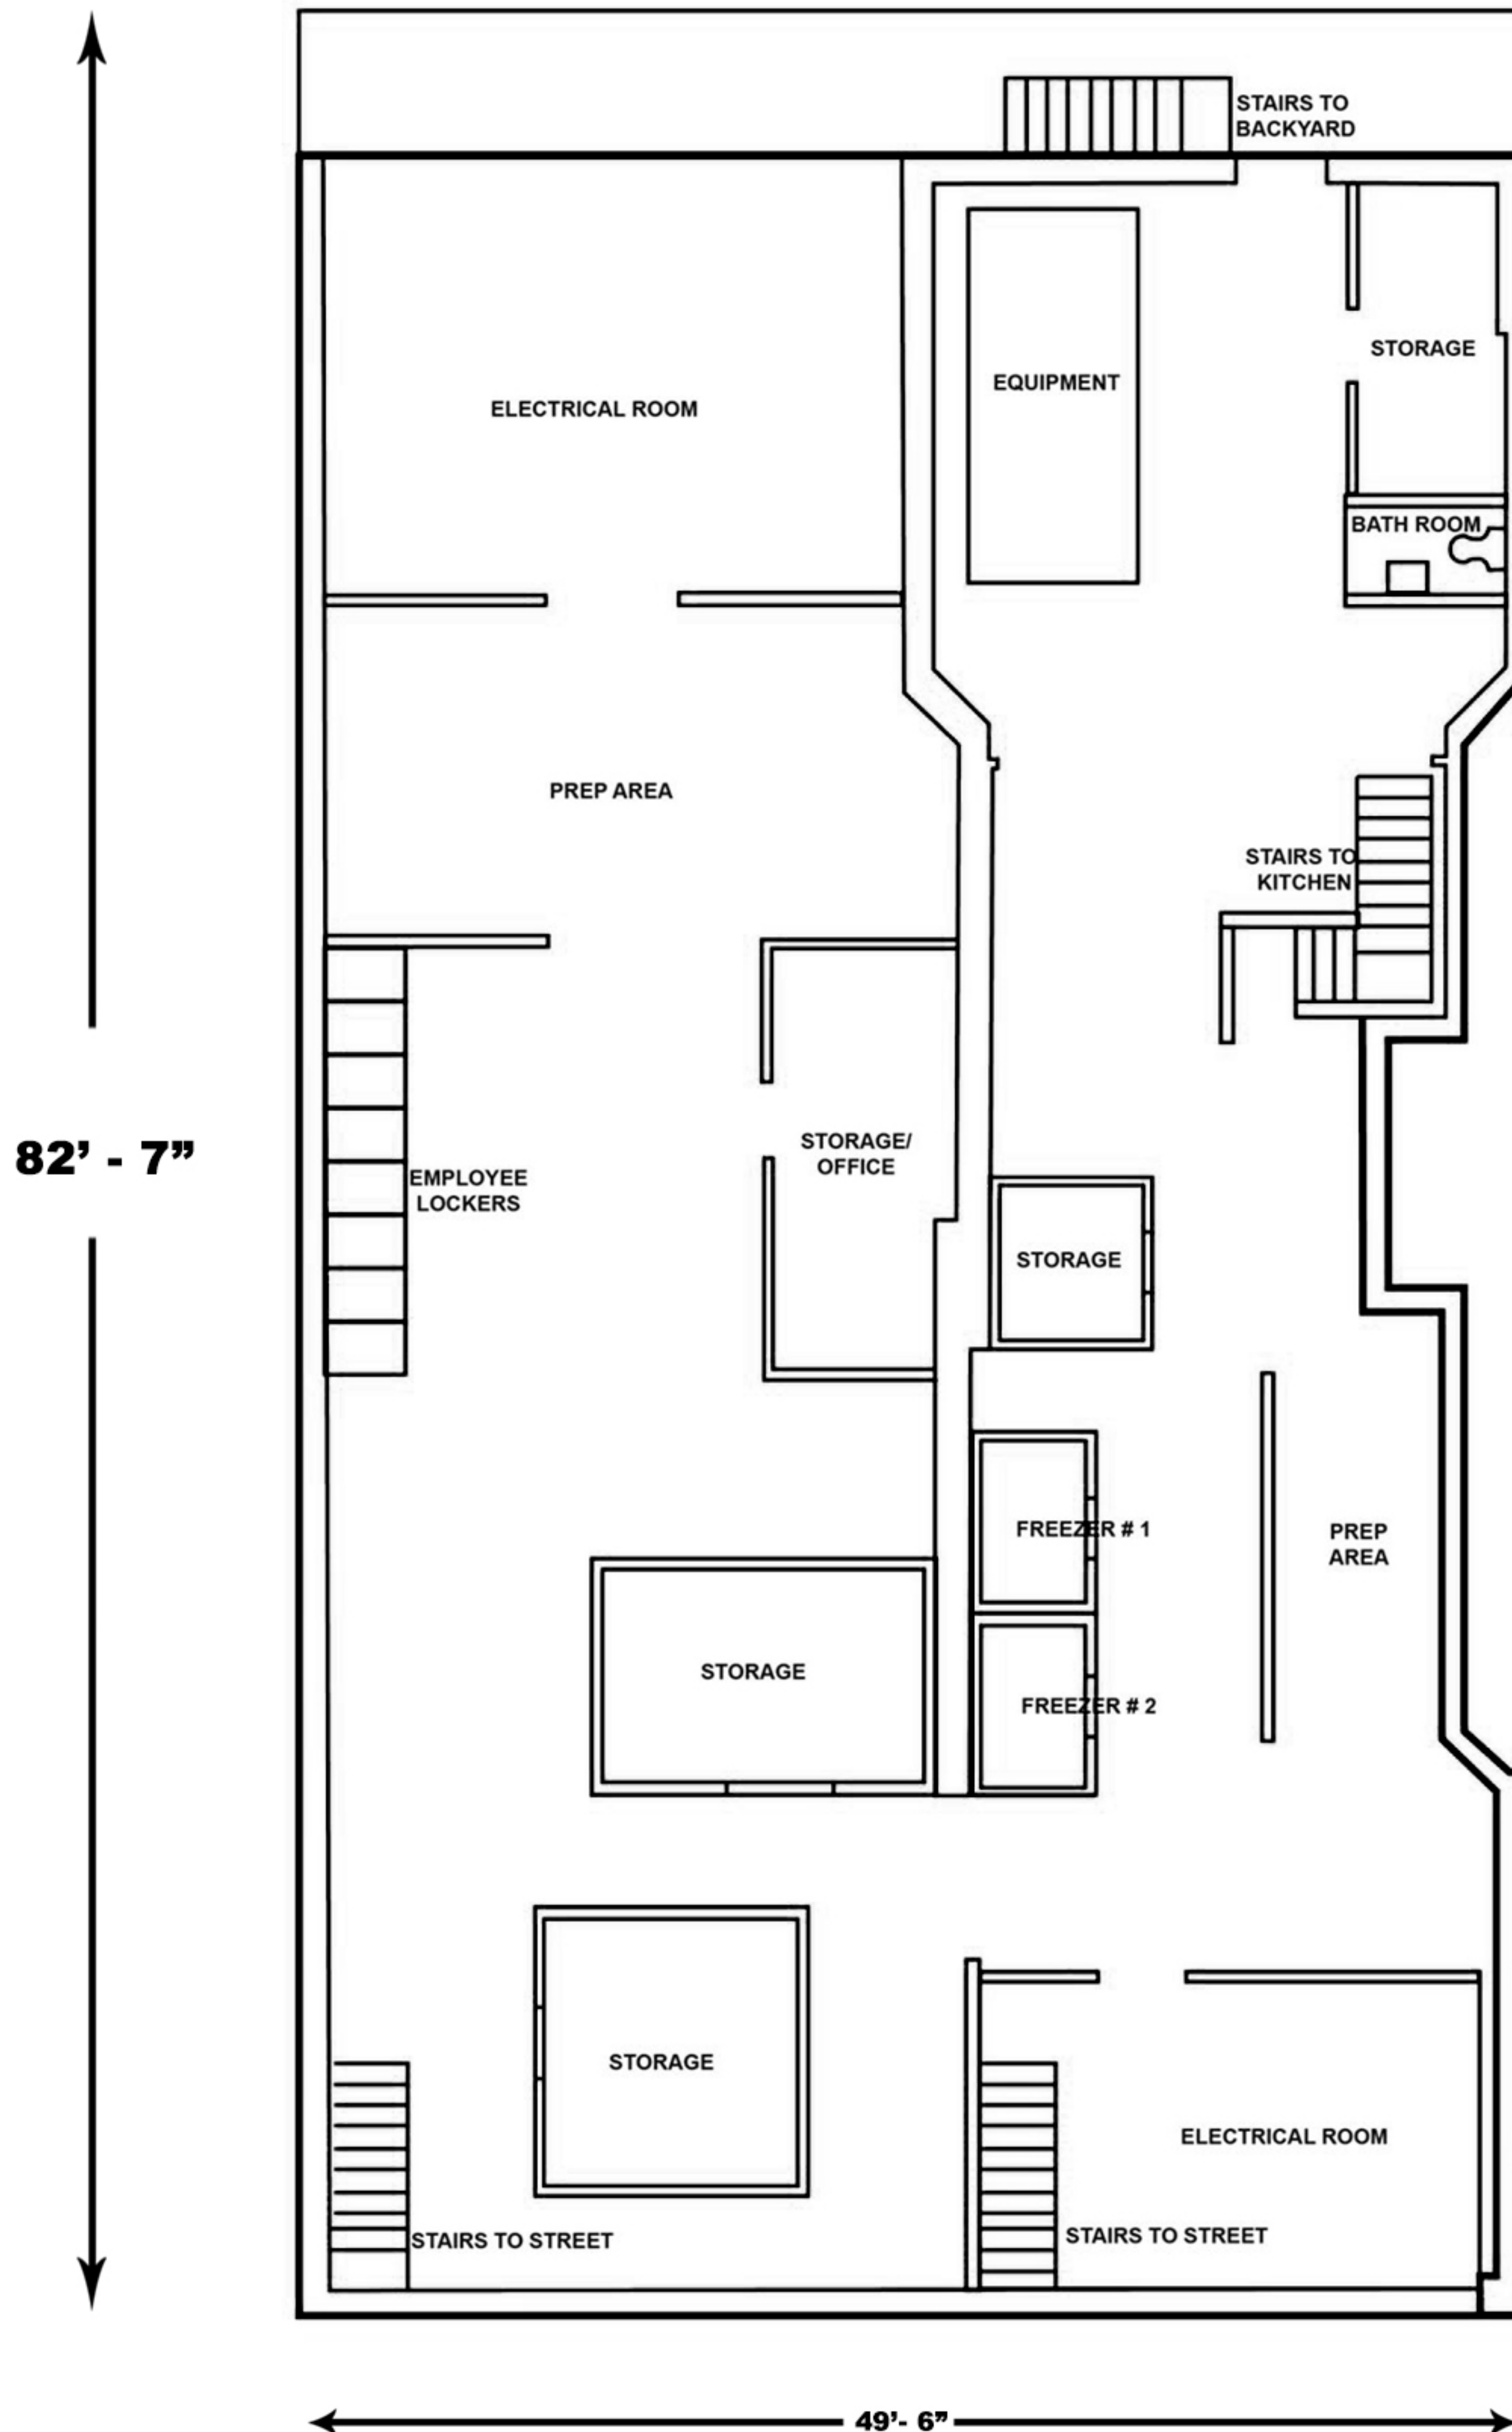 STAIRS TO
BACKYARD
STORAGE
EQUIPMENT
ELECTRICAL ROOM
BATH ROOM
PREP AREA
STAIRS TO
KITCHEN
82’ - 7”
STORAGE/
OFFICE
EMPLOYEE
LOCKERS
STORAGE
FREEZER # 1
PREP
AREA
STORAGE
FREEZER # 2
STORAGE
ELECTRICAL ROOM
STAIRS TO STREET
STAIRS TO STREET
49’- 6”